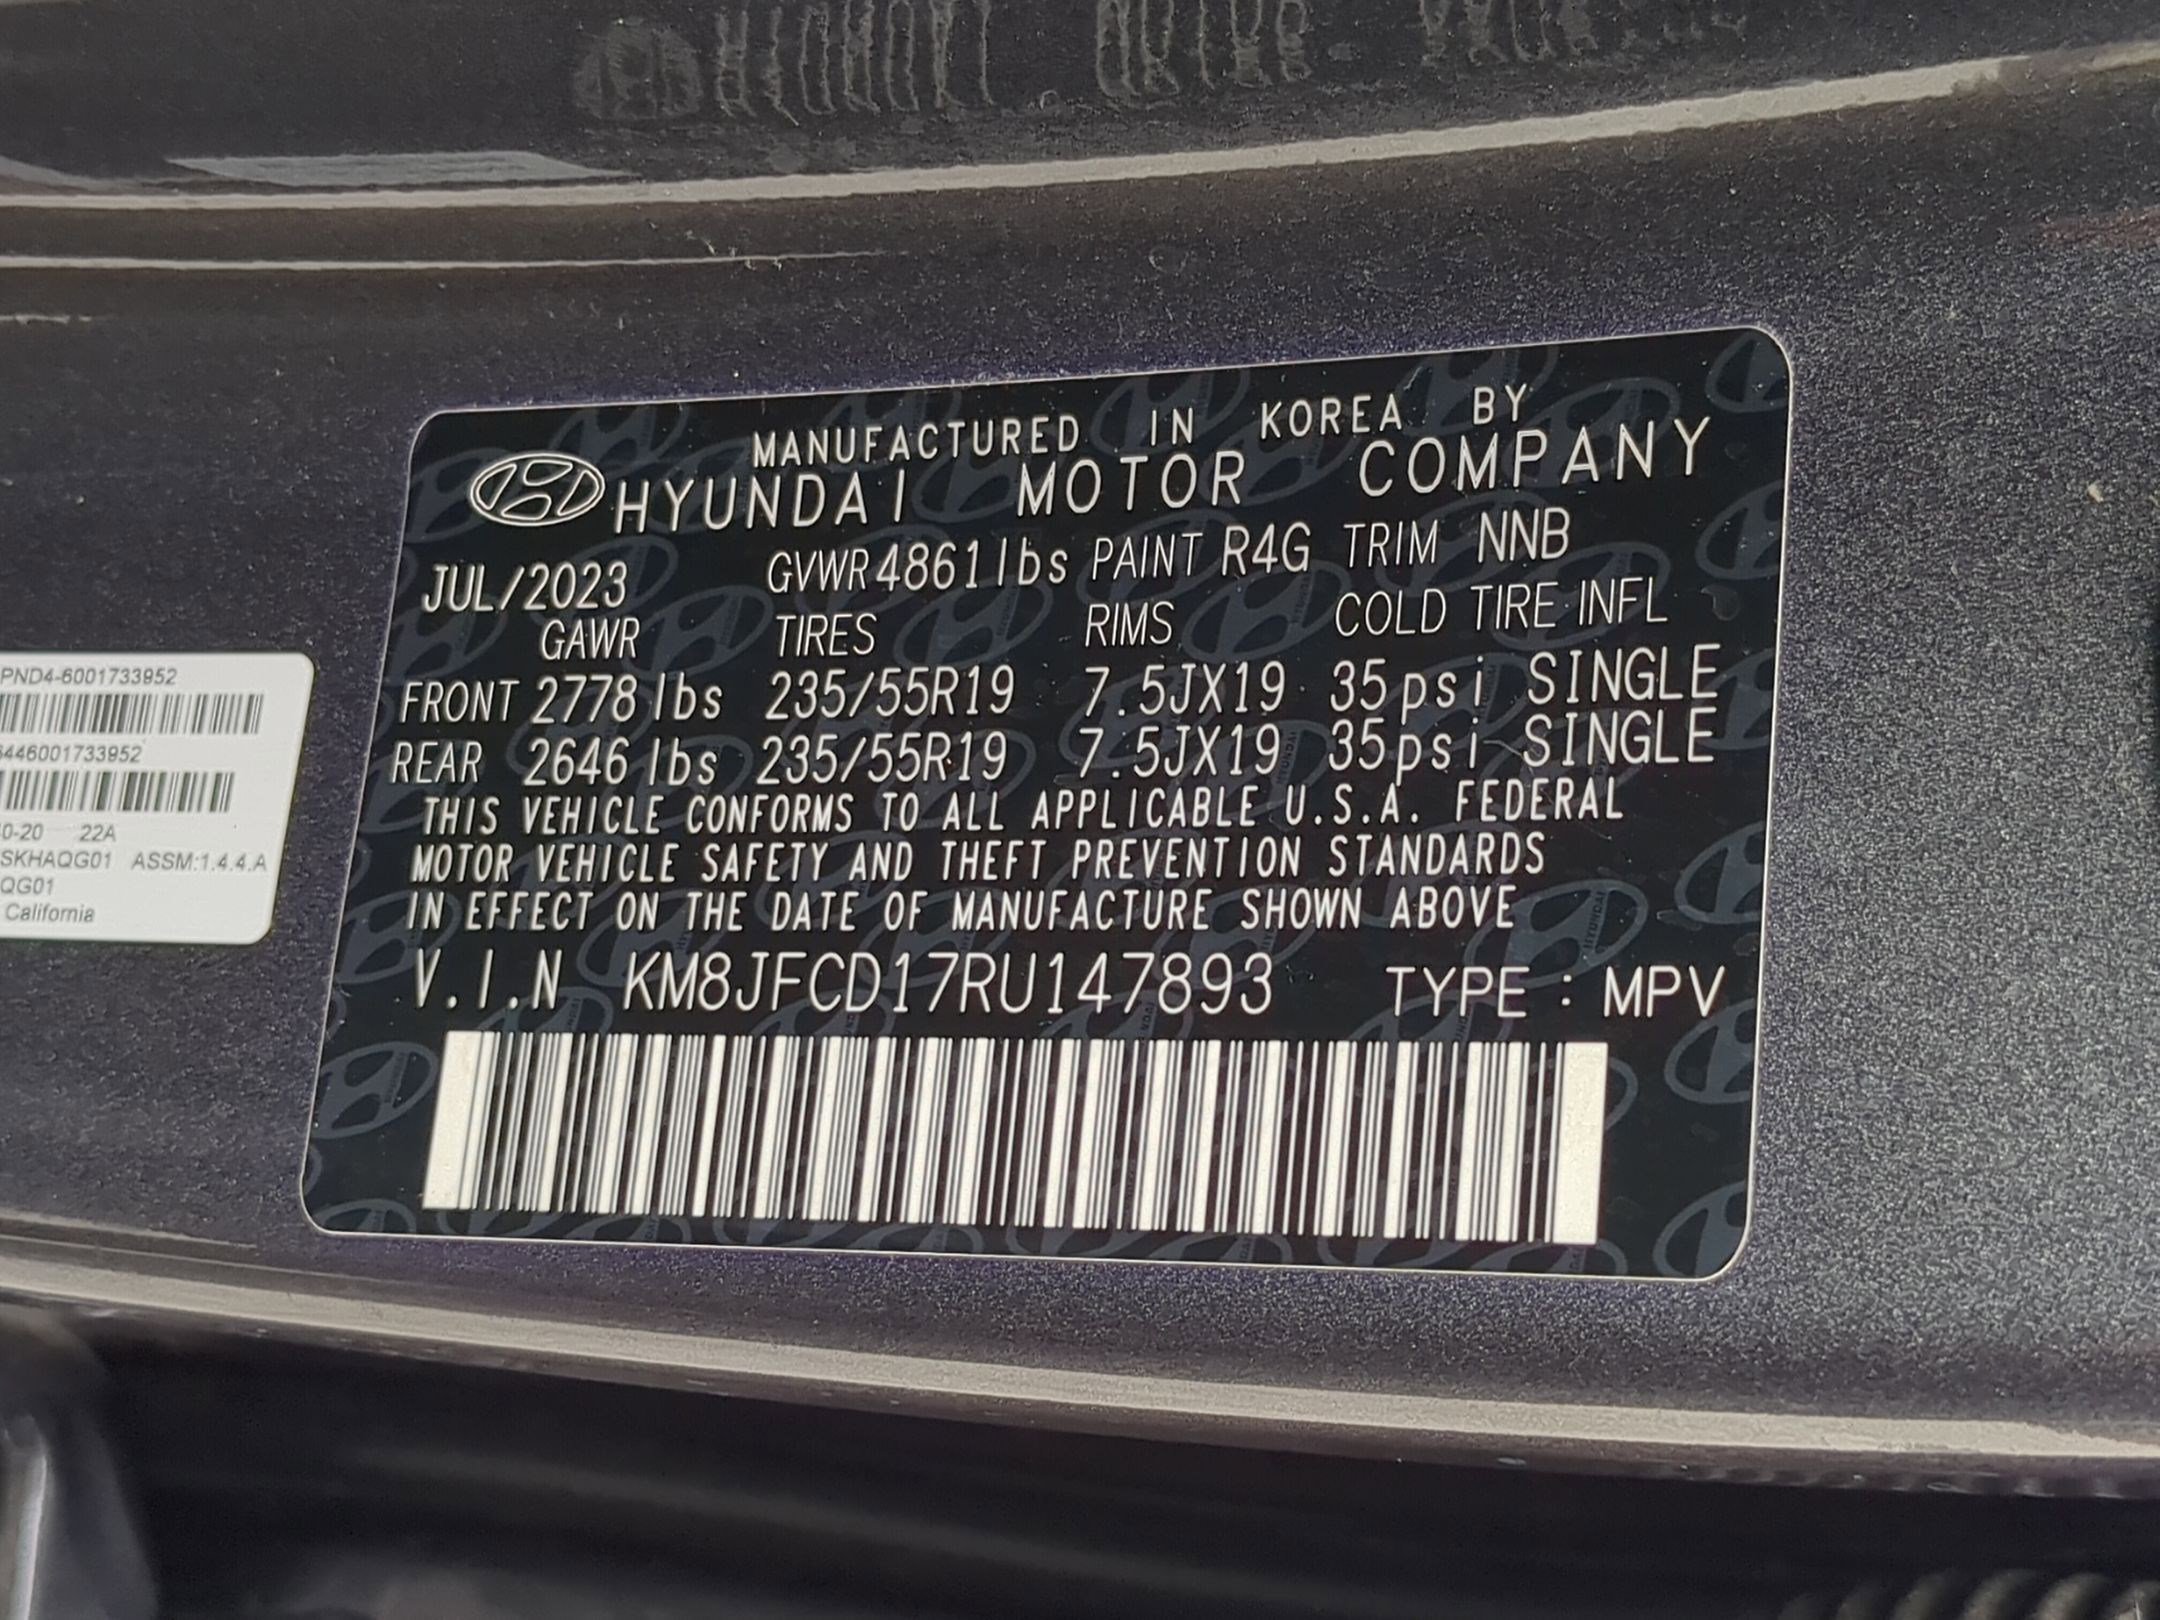 MANUFACTURED IN KOREA BY
HYUNDAI MOTOR COMPANY
JUL/2023 GVWR 4861lbs PAINT R4G TRIM NNB
GAWR TIRES RIMS COLD TIRE INFL
FRONT 2778 lbs 235/55R19 7.5JX19 35psi SINGLE
REAR 2646 lbs 235/55R19 7.5JX19 35psi SINGLE
THIS VEHICLE CONFORMS TO ALL APPLICABLE U.S.A. FEDERAL
MOTOR VEHICLE SAFETY AND THEFT PREVENTION STANDARDS
IN EFFECT ON THE DATE OF MANUFACTURE SHOWN ABOVE
V.I.N KM8JFCD17RU147893 TYPE : MPV
PND4-6001733952
446001733952
0-20 22A
SKHAQG01 ASSM:1.4.4.A
QG01
California